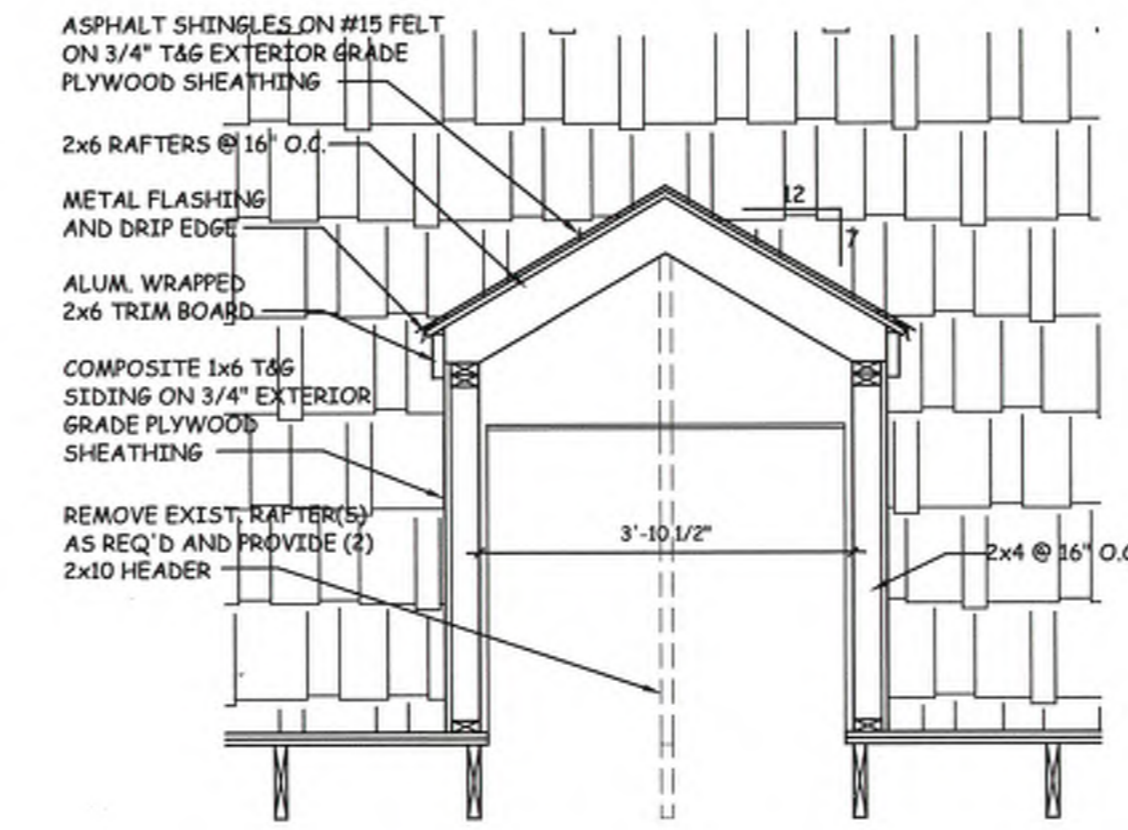 ASPHALT SHINGLES ON #15 FELT
ON 3/4" T&G EXTERIOR GRADE
PLYWOOD SHEATHING
2x6 RAFTERS @ 16" O.C.
METAL FLASHING
AND DRIP EDGE
12
7
ALUM. WRAPPED
2x6 TRIM BOARD
COMPOSITE 1x6 T&G
SIDING ON 3/4" EXTERIOR
GRADE PLYWOOD
SHEATHING
REMOVE EXIST. RAFTER(S)
AS REQ'D AND PROVIDE (2)
2x10 HEADER
3'-10 1/2"
2x4 @ 16" O.C